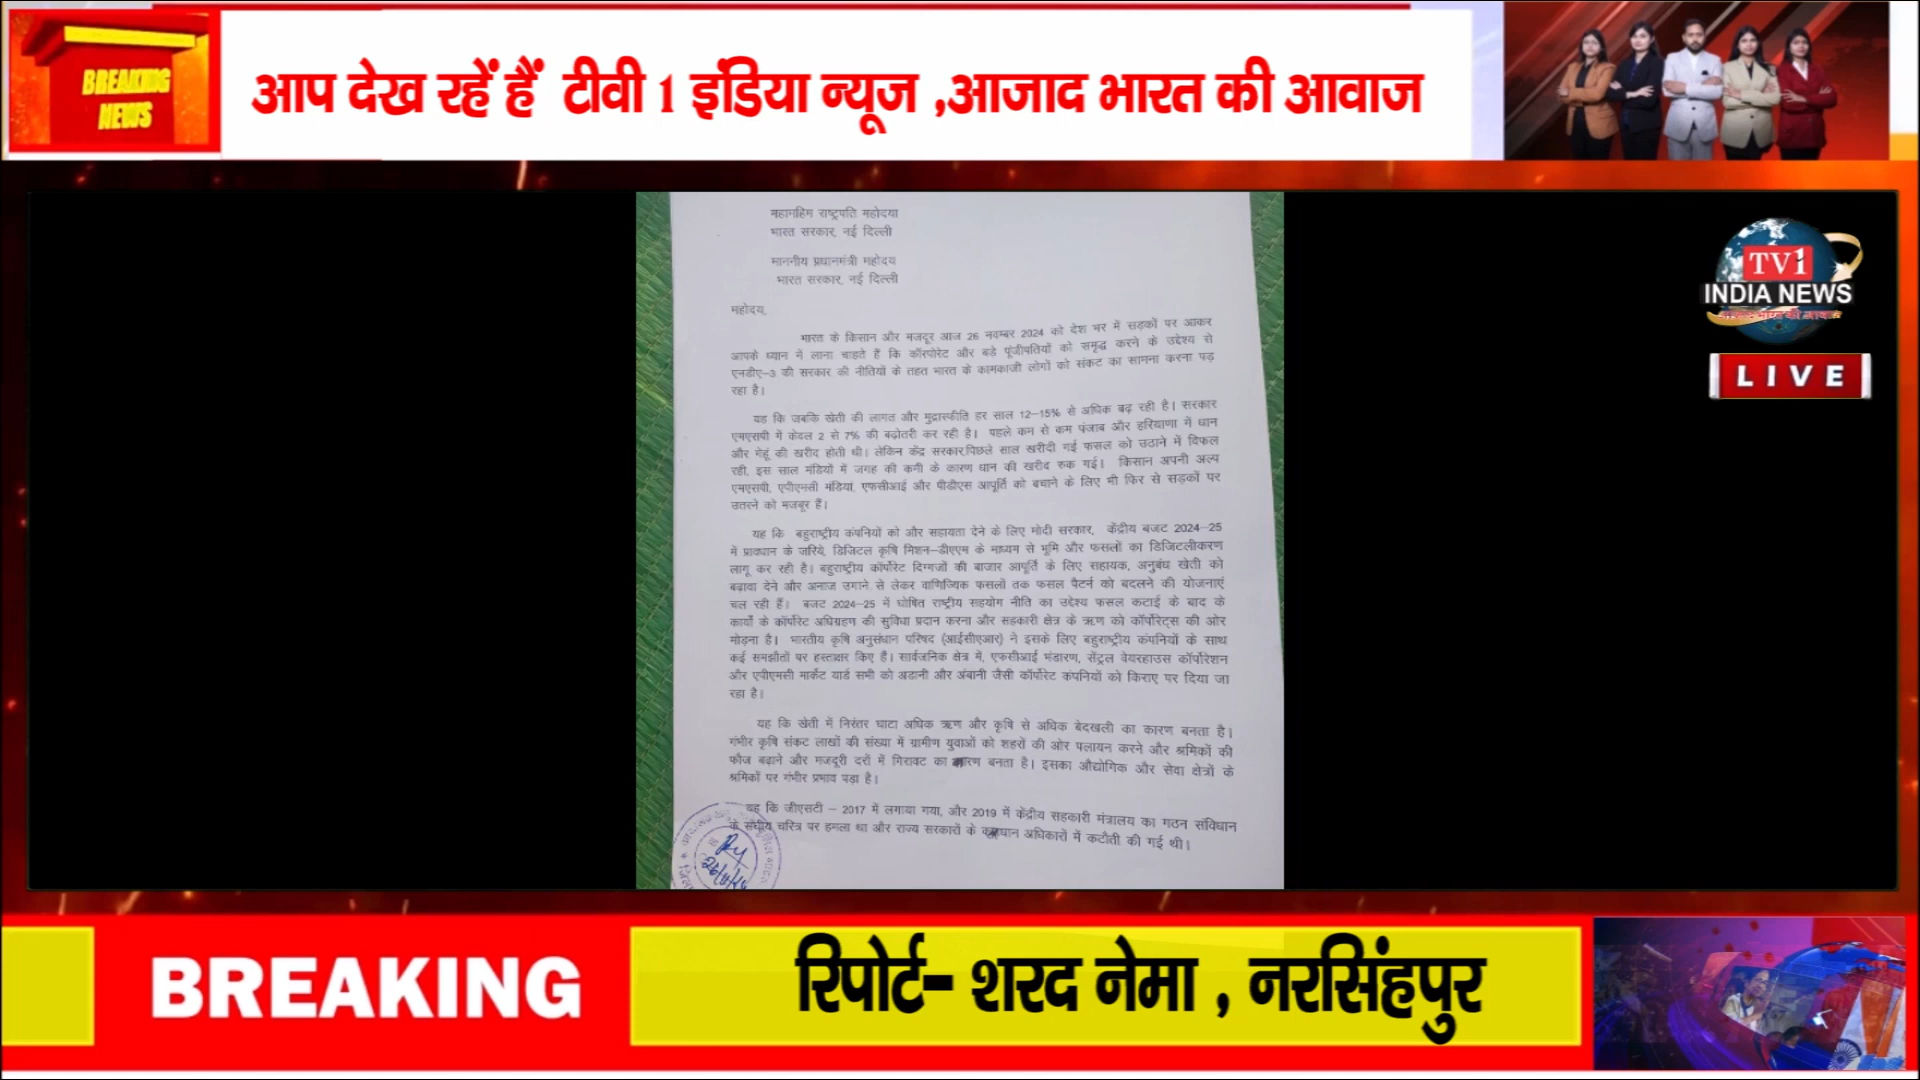 BREAKING
NEWS
आप देख रहें हैं टीवी 1 इंडिया न्यूज ,आजाद भारत की आवाज
TV1
INDIA NEWS
LIVE
महामहिम राष्ट्रपति महोदया
भारत सरकार, नई दिल्ली
माननीय प्रधानमंत्री महोदय
भारत सरकार, नई दिल्ली
महोदय,
भारत के किसान और मजदूर आज 26 नवम्बर 2024 को देश भर में सड़कों पर आकर
आपके ध्यान में लाना चाहते हैं कि कॉरपोरेट और बडे पूंजीपतियों को समृद्ध करने के उद्देश्य से
एनडीए–3 की सरकार की नीतियों के तहत भारत के कामकाजी लोगों को संकट का सामना करना पड़
रहा है।
यह कि जबकि खेती की लागत और मुद्रास्फीति हर साल 12–15% से अधिक बढ़ रही है। सरकार
एमएसपी में केवल 2 से 7% की बढ़ोतरी कर रही है। पहले कम से कम पंजाब और हरियाणा में धान
और गेहूं की खरीद होती थी। लेकिन केंद्र सरकार,पिछले साल खरीदी गई फसल को उठाने में विफल
रही, इस साल मंडियों में जगह की कमी के कारण धान की खरीद रुक गई। किसान अपनी अल्प
एमएसपी, एपीएमसी मंडियां, एफसीआई और पीडीएस आपूर्ति को बचाने के लिए भी फिर से सड़कों पर
उतरने को मजबूर हैं।
यह कि बहुराष्ट्रीय कंपनियों को और सहायता देने के लिए मोदी सरकार, केंद्रीय बजट 2024–25
में प्रावधान के जरिये, डिजिटल कृषि मिशन–डीएएम के माध्यम से भूमि और फसलों का डिजिटलीकरण
लागू कर रही है। बहुराष्ट्रीय कॉर्पोरेट दिग्गजों की बाजार आपूर्ति के लिए सहायक, अनुबंध खेती को
बढावा देने और अनाज उगाने से लेकर वाणिज्यिक फसलों तक फसल पैटर्न को बदलने की योजनाएं
चल रही हैं। बजट 2024–25 में घोषित राष्ट्रीय सहयोग नीति का उद्देश्य फसल कटाई के बाद के
कार्यों के कॉर्पोरेट अधिग्रहण की सुविधा प्रदान करना और सहकारी क्षेत्र के ऋण को कॉर्पोरेट्स की ओर
मोड़ना है। भारतीय कृषि अनुसंधान परिषद (आईसीएआर) ने इसके लिए बहुराष्ट्रीय कंपनियों के साथ
कई समझौतों पर हस्ताक्षर किए हैं। सार्वजनिक क्षेत्र में, एफसीआई भंडारण, सेंट्रल वेयरहाउस कॉर्पोरेशन
और एपीएमसी मार्केट यार्ड सभी को अडानी और अंबानी जैसी कॉर्पोरेट कंपनियों को किराए पर दिया जा
रहा है।
यह कि खेती में निरंतर घाटा अधिक ऋण और कृषि से अधिक बेदखली का कारण बनता है।
गंभीर कृषि संकट लाखों की संख्या में ग्रामीण युवाओं को शहरों की ओर पलायन करने और श्रमिकों की
फौज बढ़ाने और मजदूरी दरों में गिरावट का कारण बनता है। इसका औद्योगिक और सेवा क्षेत्रों के
श्रमिकों पर गंभीर प्रभाव पड़ा है।
यह कि जीएसटी – 2017 में लगाया गया, और 2019 में केंद्रीय सहकारी मंत्रालय का गठन संविधान
के संघीय चरित्र पर हमला था और राज्य सरकारों के अधिकारों में कटौती की गई थी।
BREAKING
रिपोर्ट- शरद नेमा , नरसिंहपुर